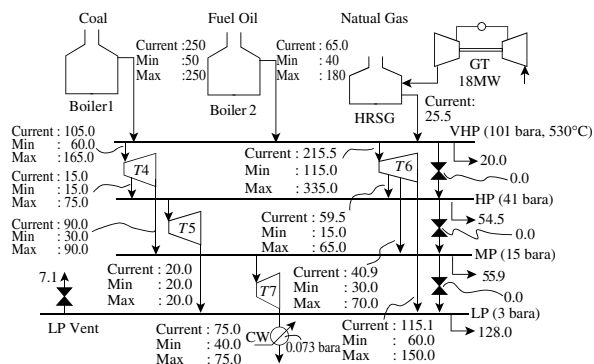 Coal
Fuel Oil
Natual Gas
Current :250
Min : 50
Max :250
Current : 65.0
Min : 40
Max : 180
GT
18MW
Boiler1
Boiler 2
HRSG
Current:
25.5
VHP (101 bara, 530°C)
Current : 105.0
Min : 60.0
Max : 165.0
T4
Current : 215.5
Min : 115.0
Max : 335.0
T6
20.0
0.0
Current : 15.0
Min : 15.0
Max : 75.0
HP (41 bara)
Current : 90.0
Min : 30.0
Max : 90.0
T5
Current : 59.5
Min : 15.0
Max : 65.0
54.5
0.0
MP (15 bara)
7.1
Current : 20.0
Min : 20.0
Max : 20.0
T7
Current : 40.9
Min : 30.0
Max : 70.0
55.9
0.0
LP (3 bara)
LP Vent
Current : 75.0
Min : 40.0
Max : 75.0
CW
0.073 bara
Current : 115.1
Min : 60.0
Max : 150.0
128.0